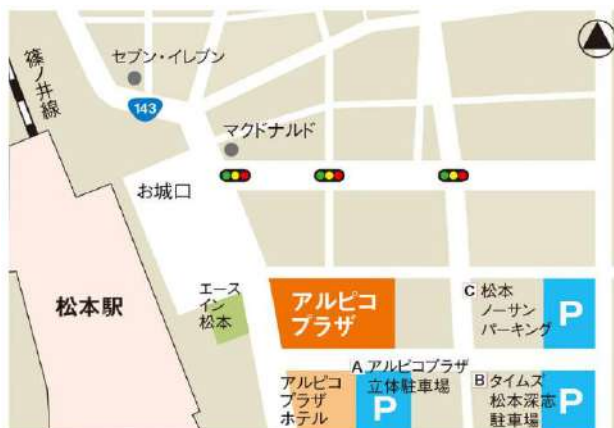 セブン・イレブン
篠ノ井線
143
マクドナルド
お城口
松本駅
エース
イン
松本
アルピコ
プラザ
C 松本
ノーサン
パーキング
P
アルピコ
プラザ
ホテル
A アルピコプラザ
立体駐車場
P
B タイムズ
松本深志
駐車場
P